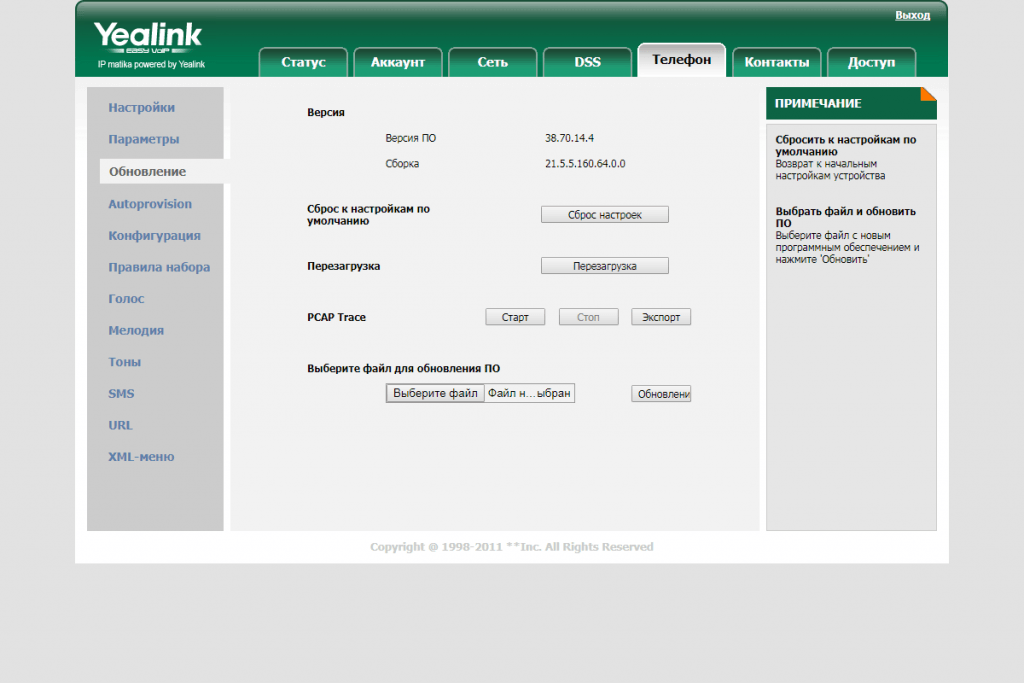 Выход
Yealink
EASY VOIP
IP matika powered by Yealink
Статус
Аккаунт
Сеть
DSS
Телефон
Контакты
Доступ
Настройки
Параметры
Обновление
Autoprovision
Конфигурация
Правила набора
Голос
Мелодия
Тоны
SMS
URL
XML-меню
Версия
Версия ПО 38.70.14.4
Сборка 21.5.5.160.64.0.0
Сброс к настройкам по
умолчанию
Сброс настроек
Перезагрузка Перезагрузка
PCAP Trace Старт Стоп Экспорт
Выберите файл для обновления ПО
Выберите файл Файл н...ыбран Обновлени
ПРИМЕЧАНИЕ
Сбросить к настройкам по
умолчанию
Возврат к начальным
настройкам устройства
Выбрать файл и обновить
ПО
Выберите файл с новым
программным обеспечением и
нажмите 'Обновить'
Copyright @ 1998-2011 **Inc. All Rights Reserved